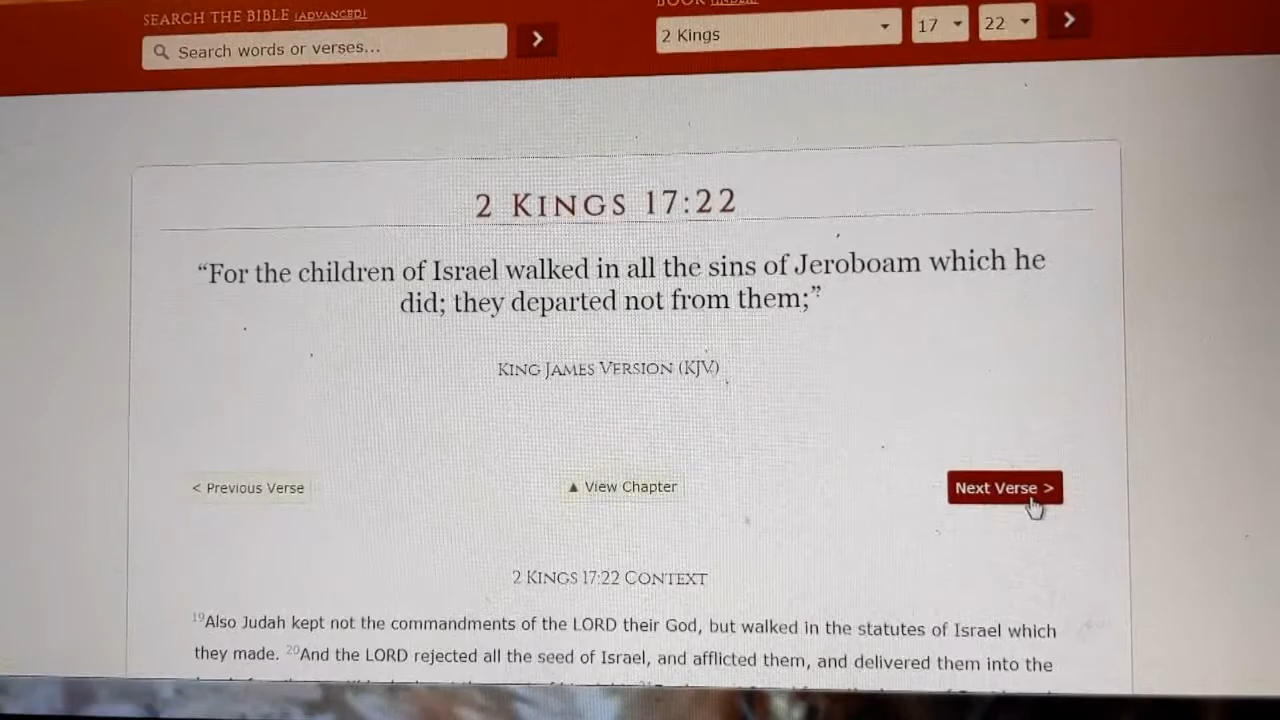 SEARCH THE BIBLE (ADVANCED)
Search words or verses...
2 Kings
17
22
2 KINGS 17:22
“For the children of Israel walked in all the sins of Jeroboam which he
did; they departed not from them;”
KING JAMES VERSION (KJV)
< Previous Verse
▲ View Chapter
Next Verse >
2 KINGS 17:22 CONTEXT
19Also Judah kept not the commandments of the LORD their God, but walked in the statutes of Israel which
they made. 20And the LORD rejected all the seed of Israel, and afflicted them, and delivered them into the